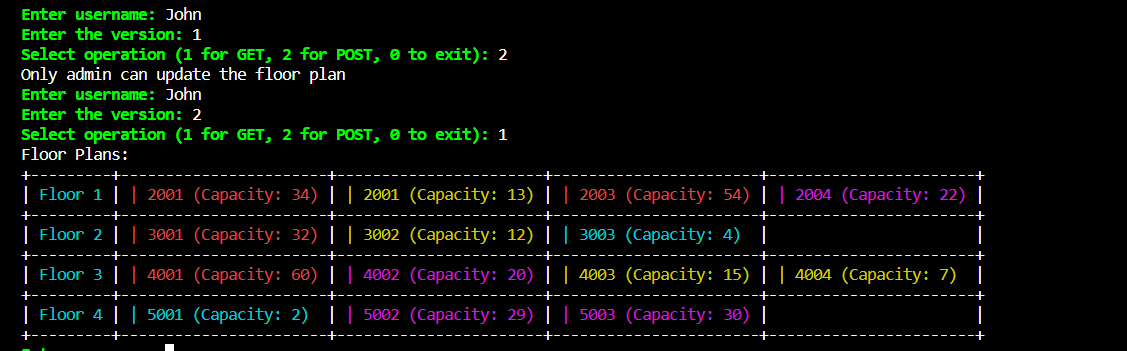 Enter username: John
Enter the version: 1
Select operation (1 for GET, 2 for POST, 0 to exit): 2
Only admin can update the floor plan
Enter username: John
Enter the version: 2
Select operation (1 for GET, 2 for POST, 0 to exit): 1
Floor Plans:
+---------+-----------------------+-----------------------+-----------------------+-----------------------+
| Floor 1 | | 2001 (Capacity: 34) | | 2001 (Capacity: 13) | | 2003 (Capacity: 54) | | 2004 (Capacity: 22) |
+---------+-----------------------+-----------------------+-----------------------+-----------------------+
| Floor 2 | | 3001 (Capacity: 32) | | 3002 (Capacity: 12) | | 3003 (Capacity: 4)  |                       |
+---------+-----------------------+-----------------------+-----------------------+-----------------------+
| Floor 3 | | 4001 (Capacity: 60) | | 4002 (Capacity: 20) | | 4003 (Capacity: 15) | | 4004 (Capacity: 7)  |
+---------+-----------------------+-----------------------+-----------------------+-----------------------+
| Floor 4 | | 5001 (Capacity: 2)  | | 5002 (Capacity: 29) | | 5003 (Capacity: 30) |                       |
+---------+-----------------------+-----------------------+-----------------------+-----------------------+